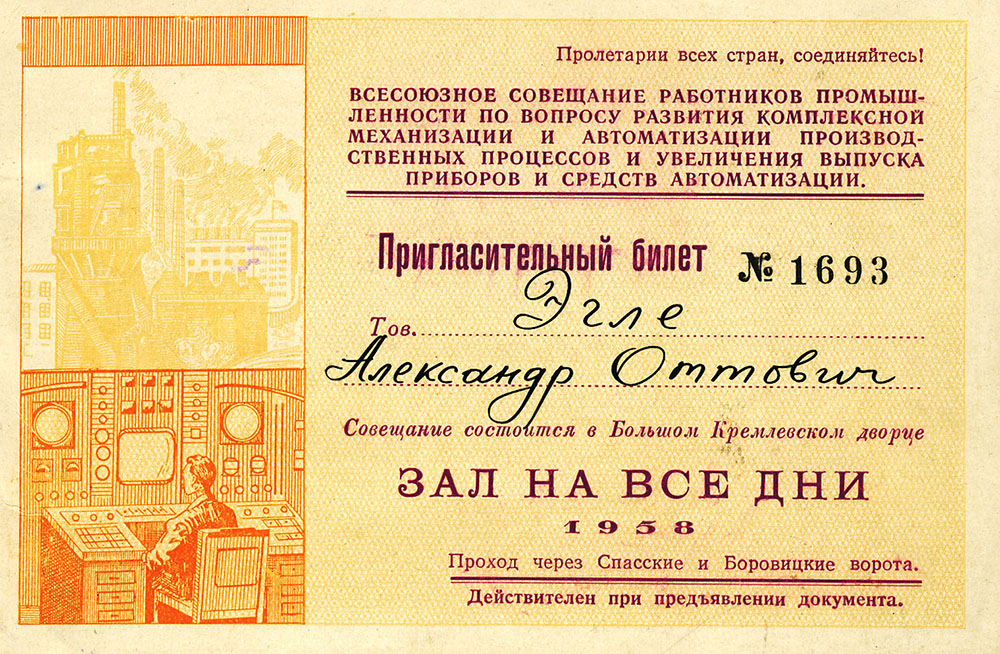 Пролетарии всех стран, соединяйтесь!
ВСЕСОЮЗНОЕ СОВЕЩАНИЕ РАБОТНИКОВ ПРОМЫШ-
ЛЕННОСТИ ПО ВОПРОСУ РАЗВИТИЯ КОМПЛЕКСНОЙ
МЕХАНИЗАЦИИ И АВТОМАТИЗАЦИИ ПРОИЗВОД-
СТВЕННЫХ ПРОЦЕССОВ И УВЕЛИЧЕНИЯ ВЫПУСКА
ПРИБОРОВ И СРЕДСТВ АВТОМАТИЗАЦИИ.
Пригласительный билет № 1693
Тов. Эгле
Александр Оттович
Совещание состоится в Большом Кремлевском дворце
ЗАЛ НА ВСЕ ДНИ
1958
Проход через Спасские и Боровицкие ворота.
Действителен при предъявлении документа.